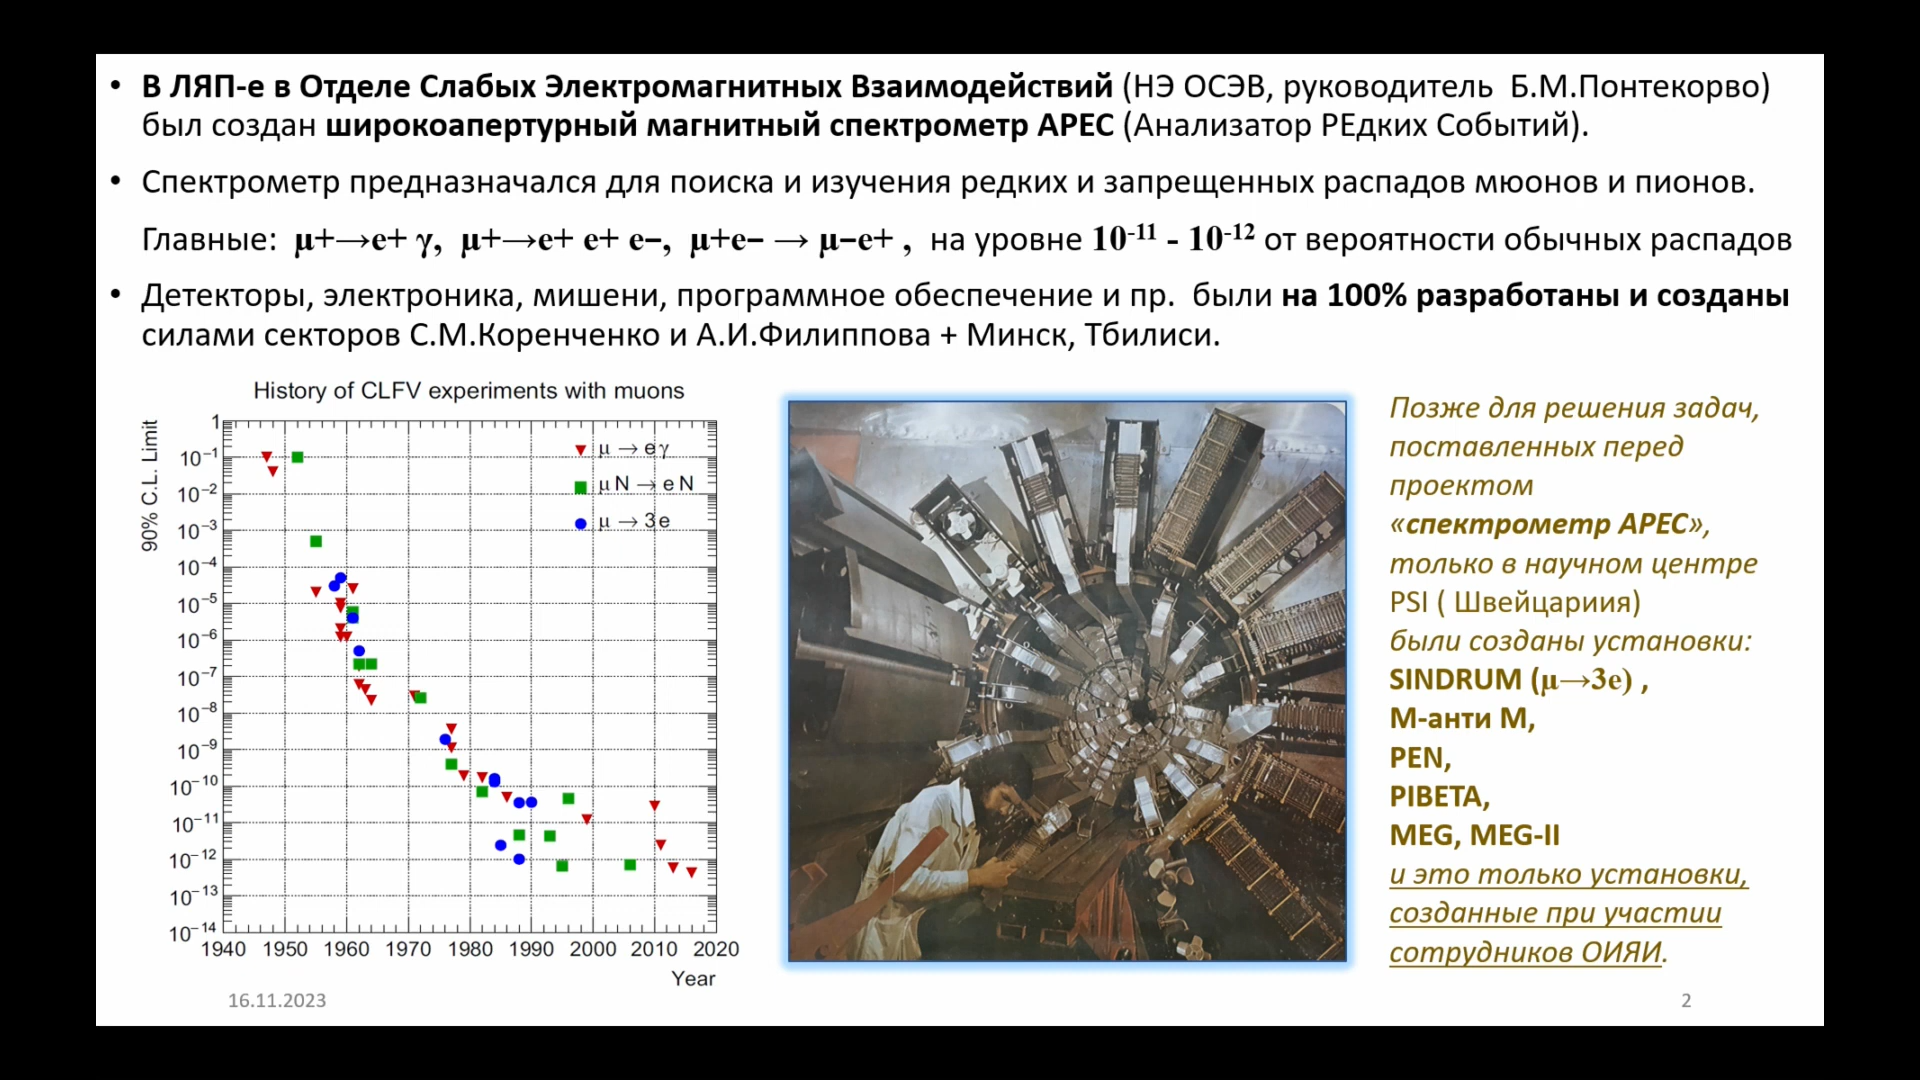 • В ЛЯП-е в Отделе Слабых Электромагнитных Взаимодействий (НЭ ОСЭВ, руководитель Б.М.Понтекорво)
был создан широкоапертурный магнитный спектрометр АРЕС (Анализатор РЕдких Событий).
• Спектрометр предназначался для поиска и изучения редких и запрещенных распадов мюонов и пионов.
Главные: μ+→e+ γ, μ+→e+ e+ e–, μ+e– → μ–e+ , на уровне 10⁻¹¹ - 10⁻¹² от вероятности обычных распадов
• Детекторы, электроника, мишени, программное обеспечение и пр. были на 100% разработаны и созданы
силами секторов С.М.Коренченко и А.И.Филиппова + Минск, Тбилиси.
History of CLFV experiments with muons
90% C.L. Limit
1
10⁻¹
10⁻²
10⁻³
10⁻⁴
10⁻⁵
10⁻⁶
10⁻⁷
10⁻⁸
10⁻⁹
10⁻¹⁰
10⁻¹¹
10⁻¹²
10⁻¹³
10⁻¹⁴
μ → e γ
μ N → e N
μ → 3 e
1940 1950 1960 1970 1980 1990 2000 2010 2020
Year
Позже для решения задач,
поставленных перед
проектом
«спектрометр АРЕС»,
только в научном центре
PSI ( Швейцариия)
были созданы установки:
SINDRUM (μ→3e) ,
М-анти М,
PEN,
PIBETA,
MEG, MEG-II
и это только установки,
созданные при участии
сотрудников ОИЯИ.
16.11.2023
2